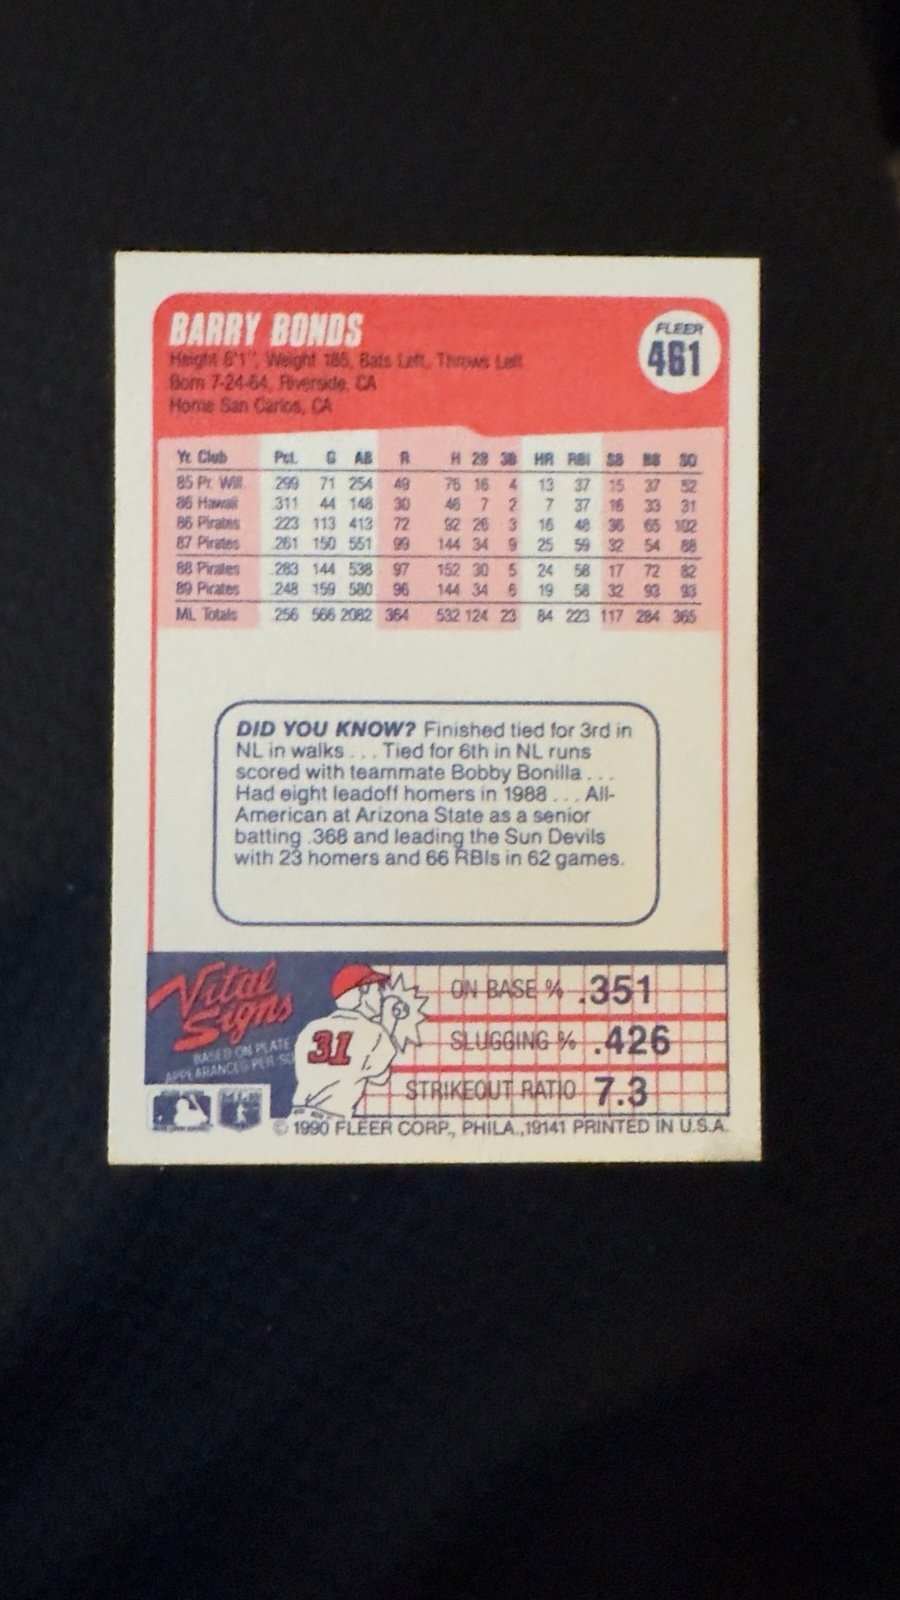 BARRY BONDS
FLEER
461
Height 6'1", Weight 185, Bats Left, Throws Left
Born 7-24-64, Riverside, CA
Home San Carlos, CA
Yr. Club Pct. G AB R H 2B 3B HR RBI SB BB SO
85 Pr. Will. .299 71 254 49 76 16 4 13 37 15 37 52
86 Hawaii .311 44 148 30 46 7 2 7 37 16 33 31
86 Pirates .223 113 413 72 92 26 3 16 48 36 65 102
87 Pirates .261 150 551 99 144 34 9 25 59 32 54 88
88 Pirates .283 144 538 97 152 30 5 24 58 17 72 82
89 Pirates .248 159 580 96 144 34 6 19 58 32 93 93
ML Totals .256 566 2082 364 532 124 23 84 223 117 284 365
DID YOU KNOW? Finished tied for 3rd in
NL in walks . . . Tied for 6th in NL runs
scored with teammate Bobby Bonilla . . .
Had eight leadoff homers in 1988 . . . All-
American at Arizona State as a senior
batting .368 and leading the Sun Devils
with 23 homers and 66 RBIs in 62 games.
Vital
Signs
BASED ON PLATE
APPEARANCES PER SO
31
ON BASE % .351
SLUGGING % .426
STRIKEOUT RATIO 7.3
© 1990 FLEER CORP., PHILA.,19141 PRINTED IN U.S.A.